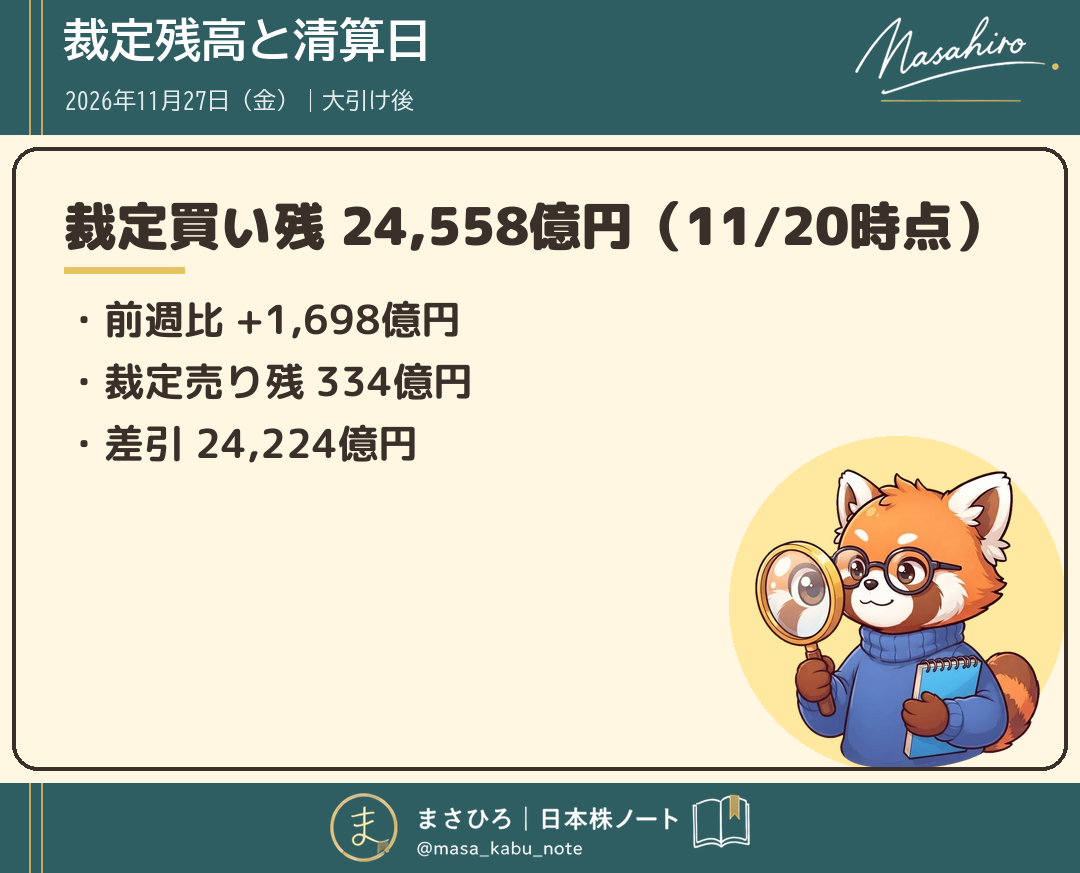 裁定残高と清算日
Masahiro
2026年11月27日（金）｜大引け後
裁定買い残 24,558億円（11/20時点）
・前週比 +1,698億円
・裁定売り残 334億円
・差引 24,224億円
ま
まさひろ｜日本株ノート
@masa_kabu_note